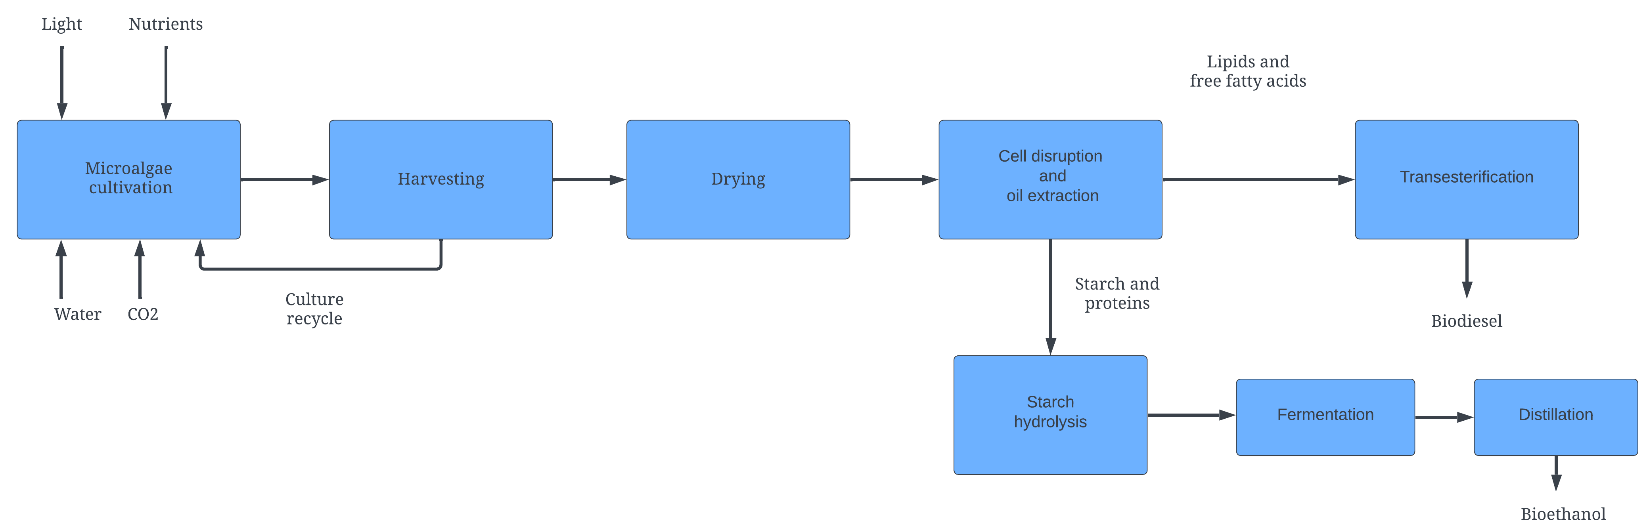 Light
Nutrients
Lipids and
free fatty acids
Microalgae
cultivation
Harvesting
Drying
Cell disruption
and
oil extraction
Transesterification
Water
CO2
Culture
recycle
Starch and
proteins
Biodiesel
Starch
hydrolysis
Fermentation
Distillation
Bioethanol